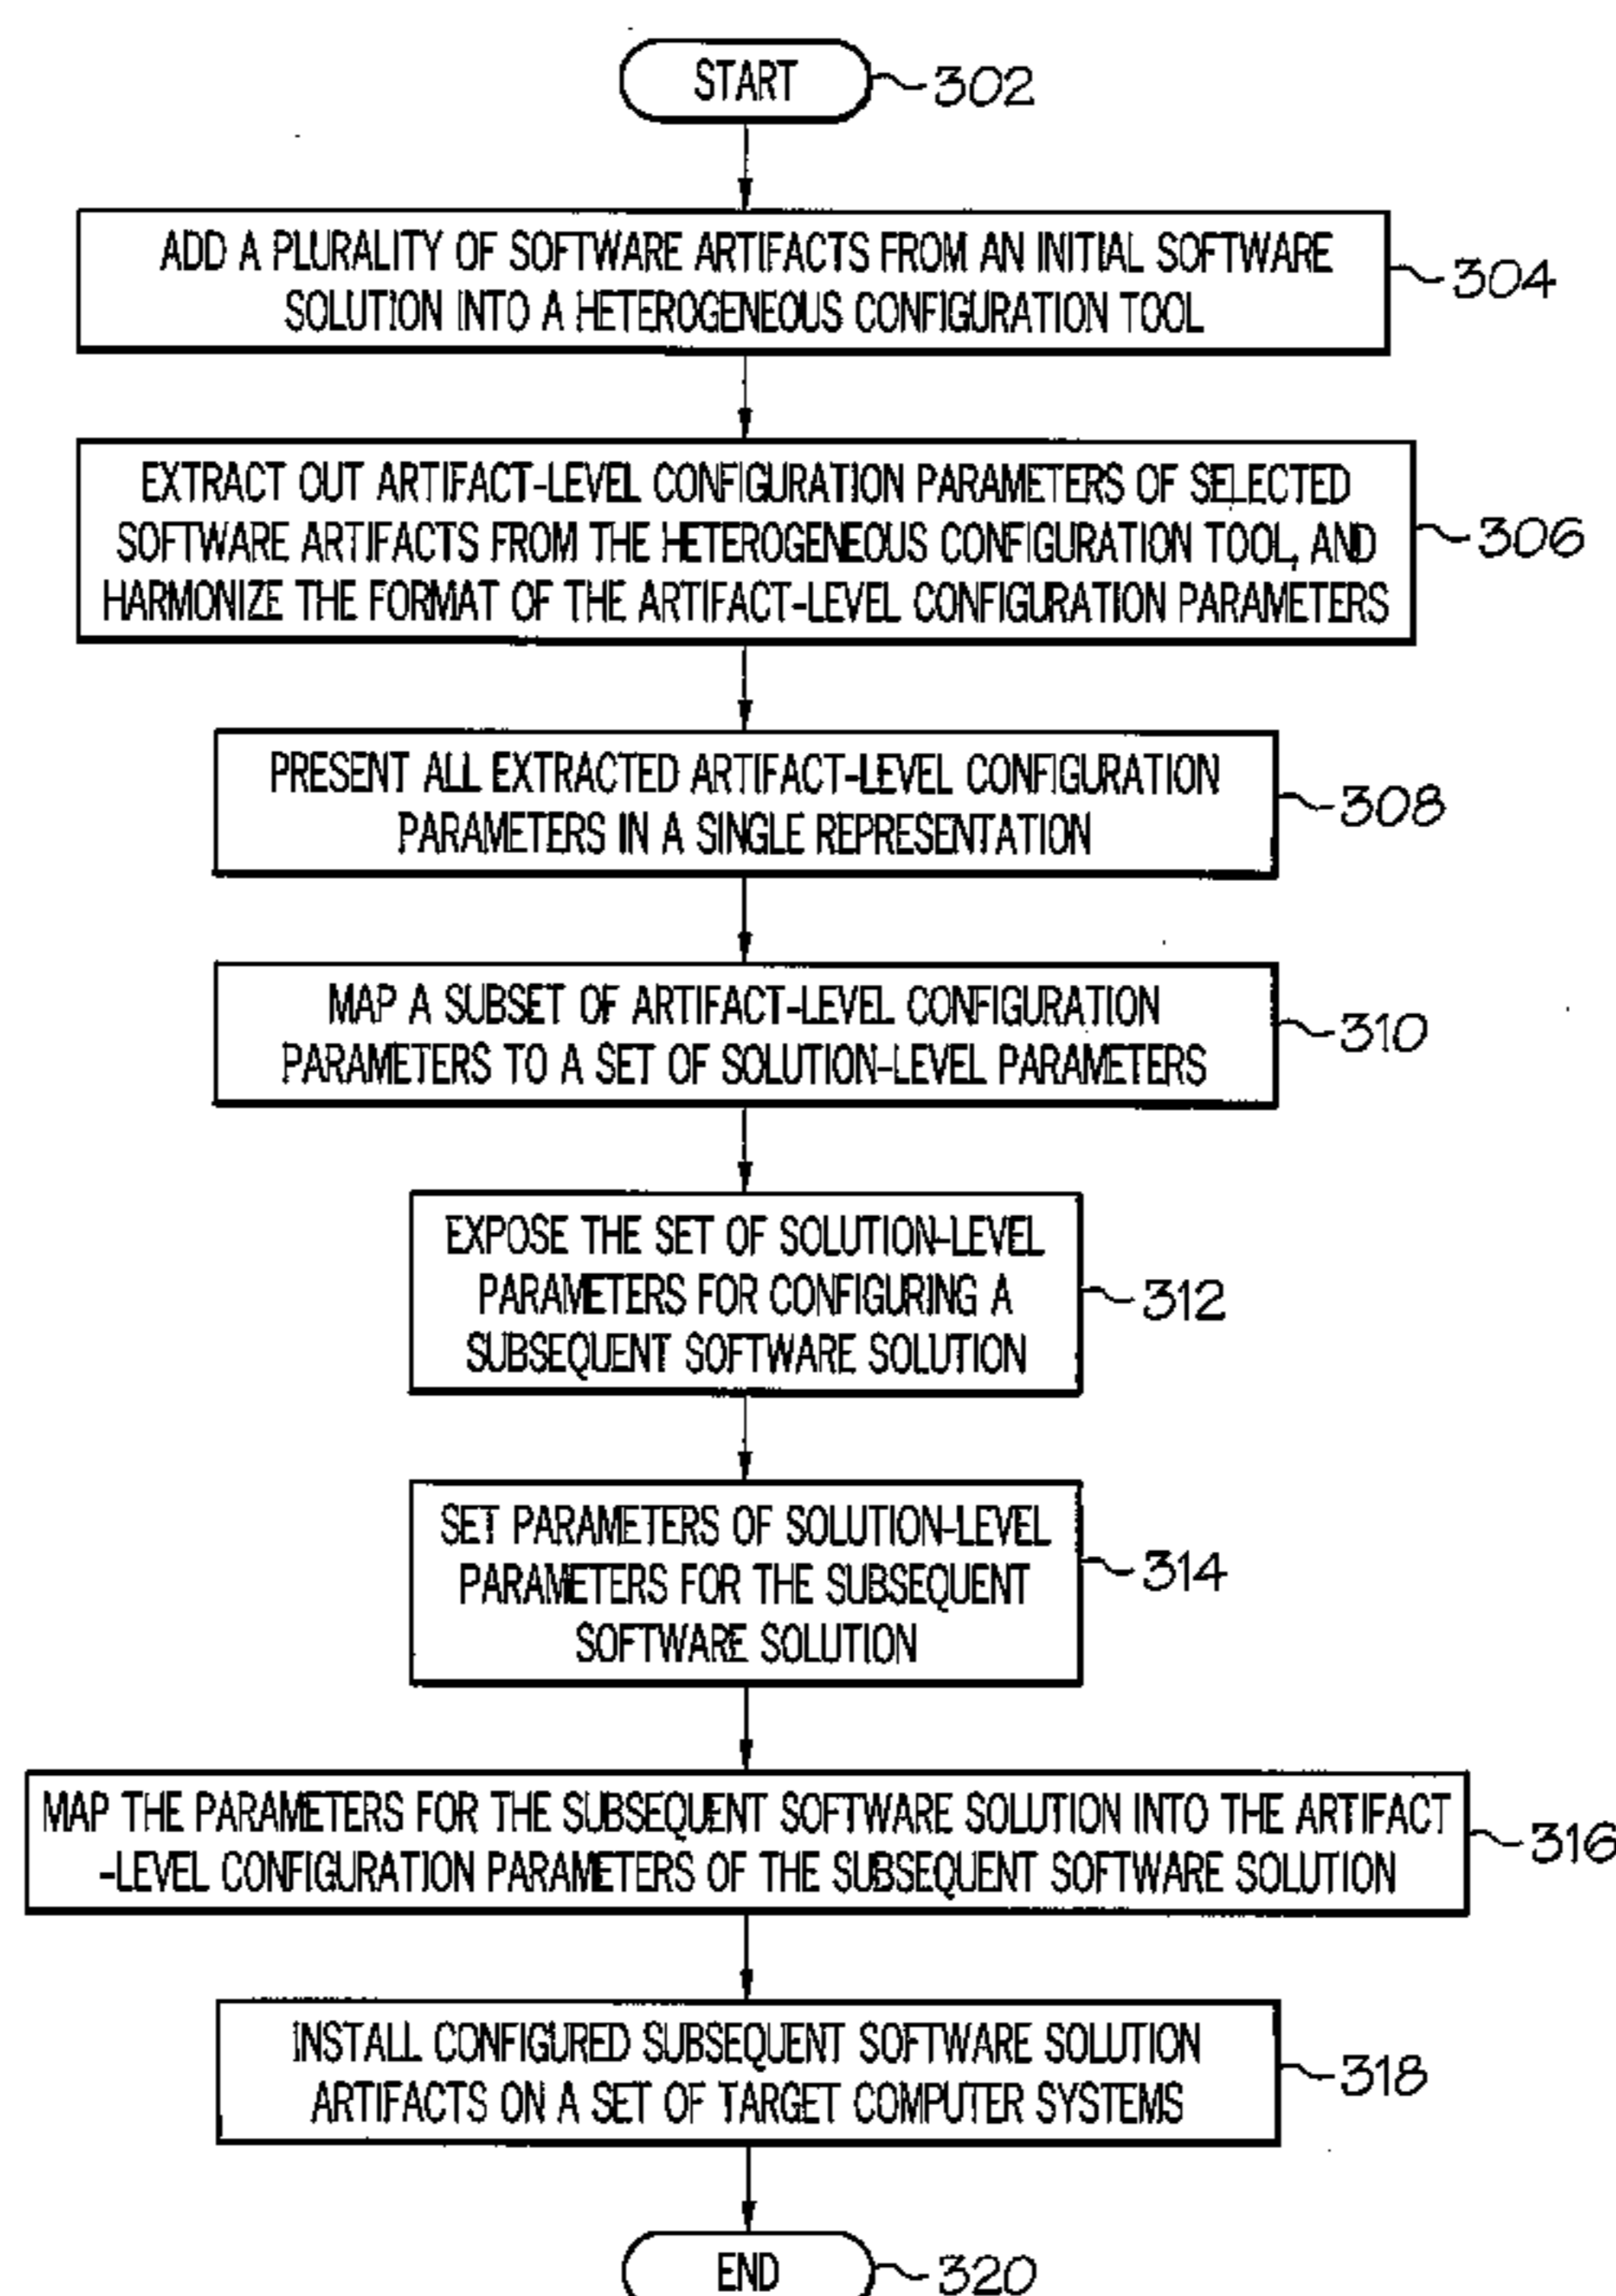 START
302
ADD A PLURALITY OF SOFTWARE ARTIFACTS FROM AN INITIAL SOFTWARE
SOLUTION INTO A HETEROGENEOUS CONFIGURATION TOOL
304
EXTRACT OUT ARTIFACT-LEVEL CONFIGURATION PARAMETERS OF SELECTED
SOFTWARE ARTIFACTS FROM THE HETEROGENEOUS CONFIGURATION TOOL, AND
HARMONIZE THE FORMAT OF THE ARTIFACT-LEVEL CONFIGURATION PARAMETERS
306
PRESENT ALL EXTRACTED ARTIFACT-LEVEL CONFIGURATION
PARAMETERS IN A SINGLE REPRESENTATION
308
MAP A SUBSET OF ARTIFACT-LEVEL CONFIGURATION
PARAMETERS TO A SET OF SOLUTION-LEVEL PARAMETERS
310
EXPOSE THE SET OF SOLUTION-LEVEL
PARAMETERS FOR CONFIGURING A
SUBSEQUENT SOFTWARE SOLUTION
312
SET PARAMETERS OF SOLUTION-LEVEL
PARAMETERS FOR THE SUBSEQUENT
SOFTWARE SOLUTION
314
MAP THE PARAMETERS FOR THE SUBSEQUENT SOFTWARE SOLUTION INTO THE ARTIFACT
-LEVEL CONFIGURATION PARAMETERS OF THE SUBSEQUENT SOFTWARE SOLUTION
316
INSTALL CONFIGURED SUBSEQUENT SOFTWARE SOLUTION
ARTIFACTS ON A SET OF TARGET COMPUTER SYSTEMS
318
END
320